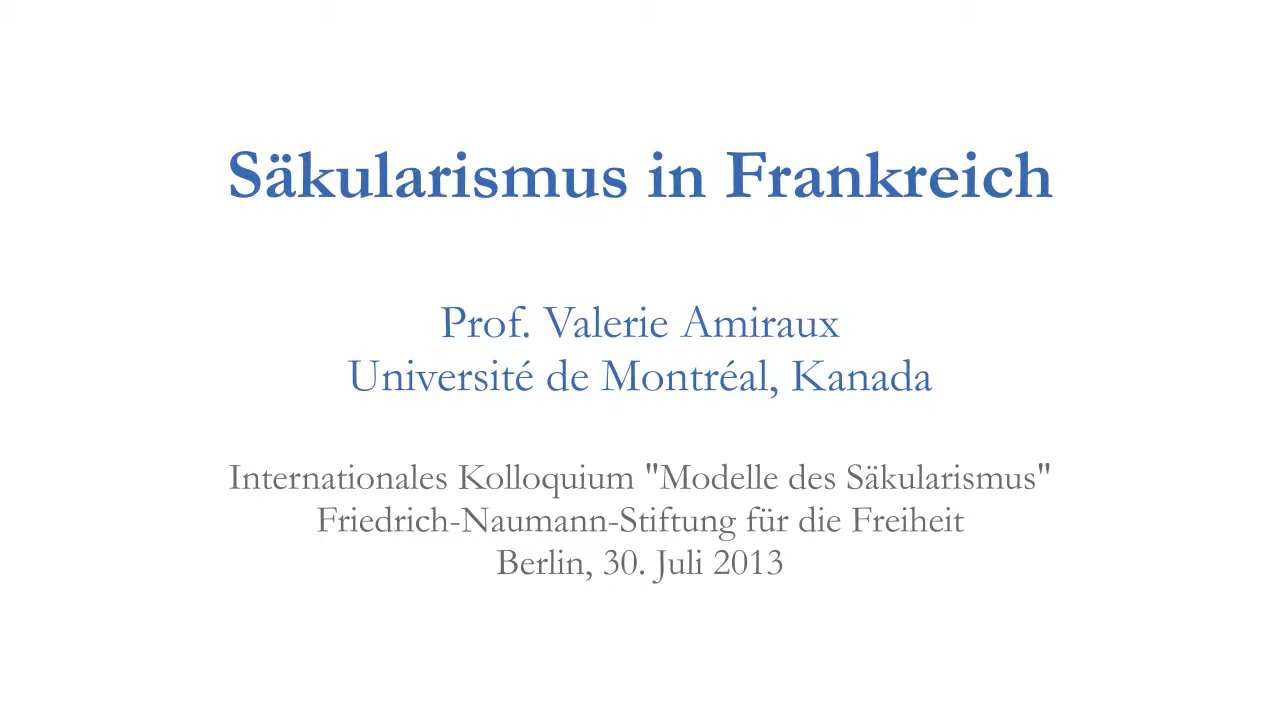 Säkularismus in Frankreich
Prof. Valerie Amiraux
Université de Montréal, Kanada
Internationales Kolloquium "Modelle des Säkularismus"
Friedrich-Naumann-Stiftung für die Freiheit
Berlin, 30. Juli 2013